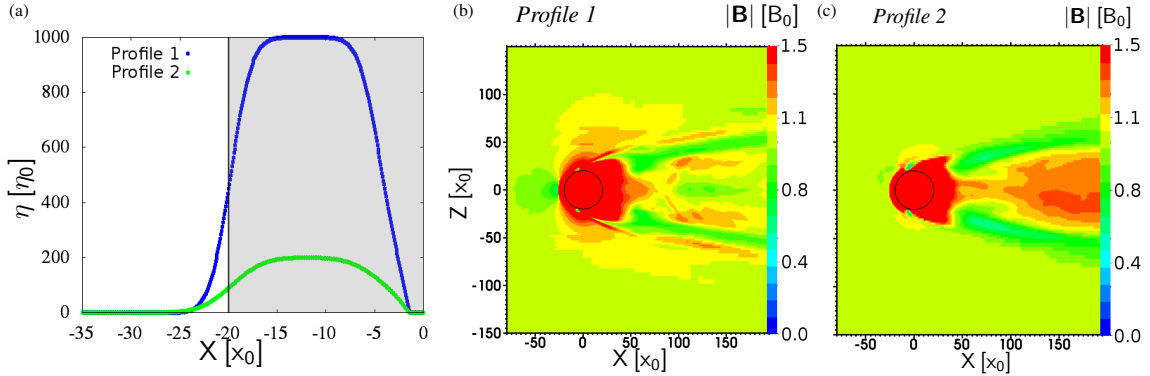 (a)
Profile 1
Profile 2
1000
800
600
400
200
0
η [η₀]
-35 -30 -25 -20 -15 -10 -5 0
X [x₀]
(b) Profile 1 |B| [B₀]
100
50
0
-50
-100
-150
Z [x₀]
-50 0 50 100 150
X [x₀]
1.5
1.1
0.8
0.4
0.0
(c) Profile 2 |B| [B₀]
-50 0 50 100 150
X [x₀]
1.5
1.1
0.8
0.4
0.0